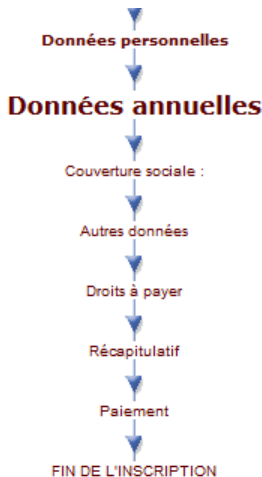 Données personnelles
Données annuelles
Couverture sociale :
Autres données
Droits à payer
Récapitulatif
Paiement
FIN DE L'INSCRIPTION